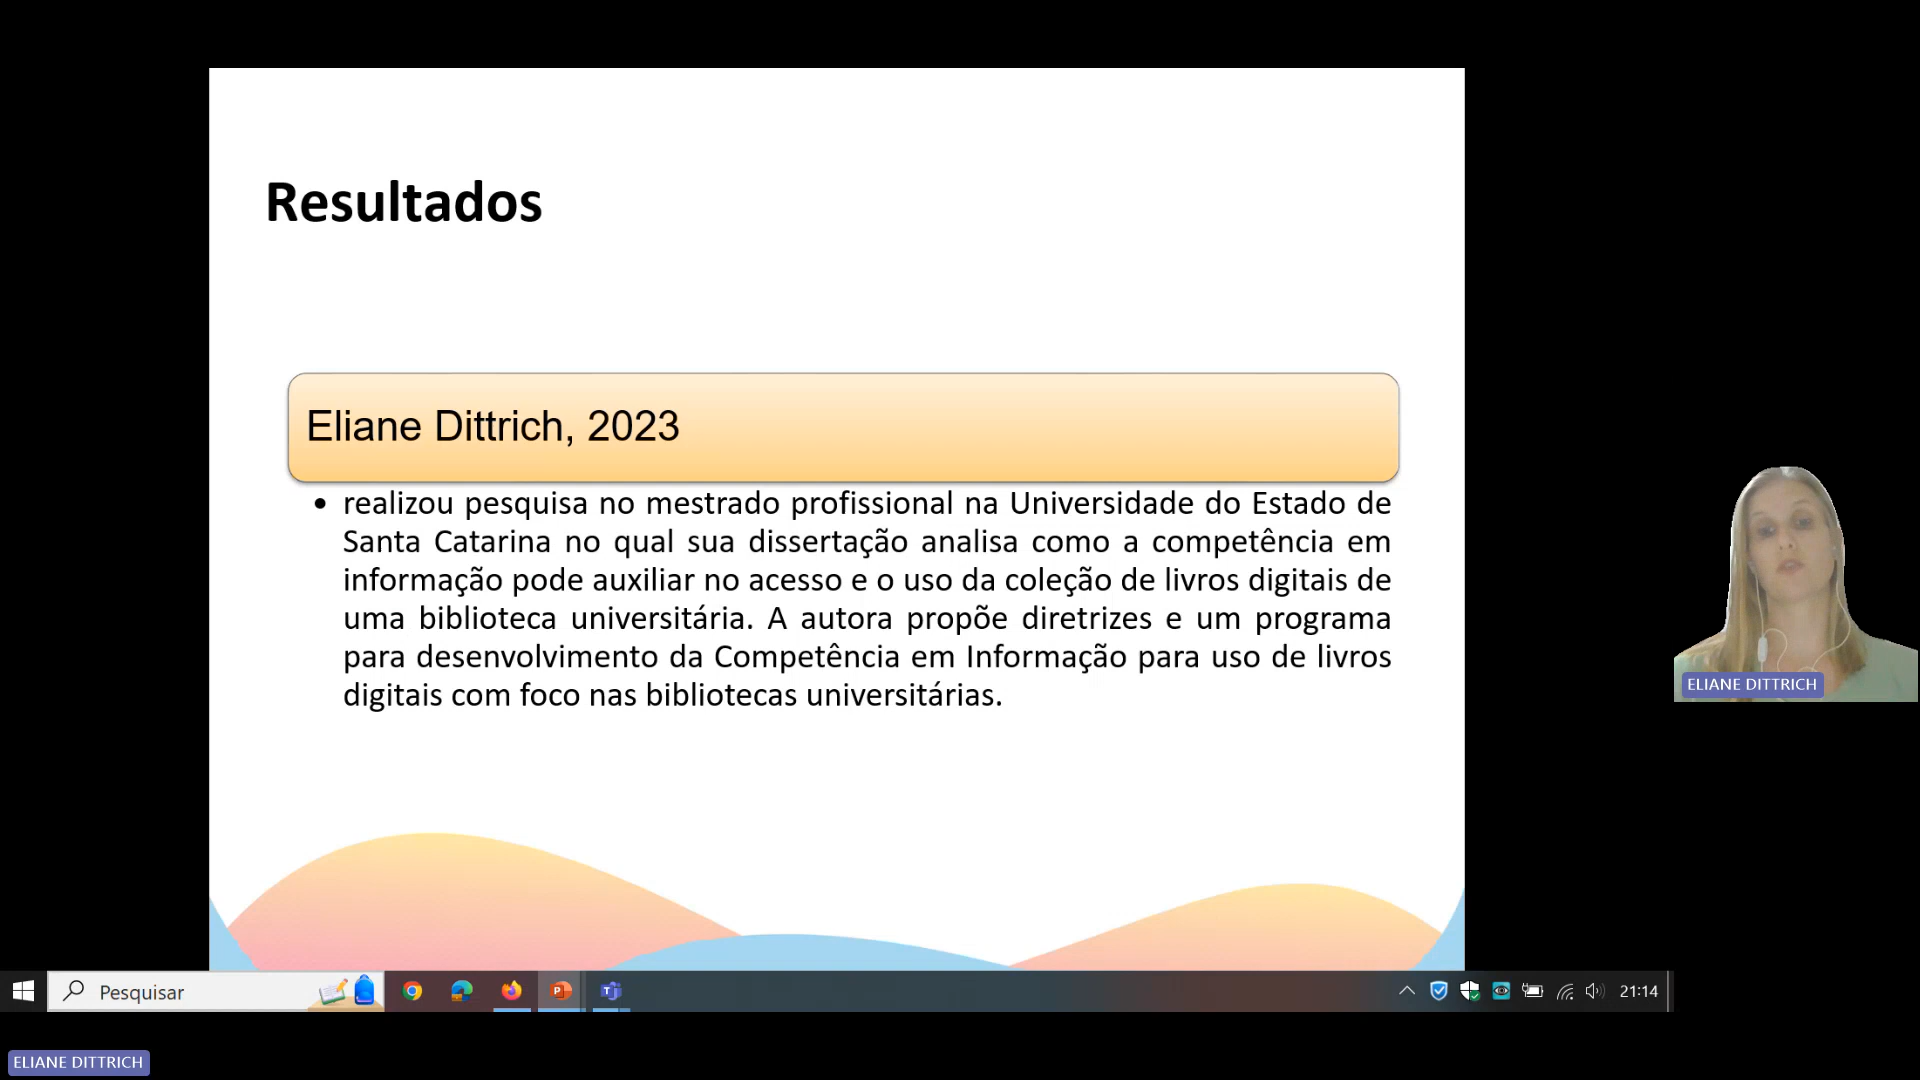 Resultados
Eliane Dittrich, 2023
• realizou pesquisa no mestrado profissional na Universidade do Estado de
Santa Catarina no qual sua dissertação analisa como a competência em
informação pode auxiliar no acesso e o uso da coleção de livros digitais de
uma biblioteca universitária. A autora propõe diretrizes e um programa
para desenvolvimento da Competência em Informação para uso de livros
digitais com foco nas bibliotecas universitárias.
ELIANE DITTRICH
Pesquisar
21:14
ELIANE DITTRICH